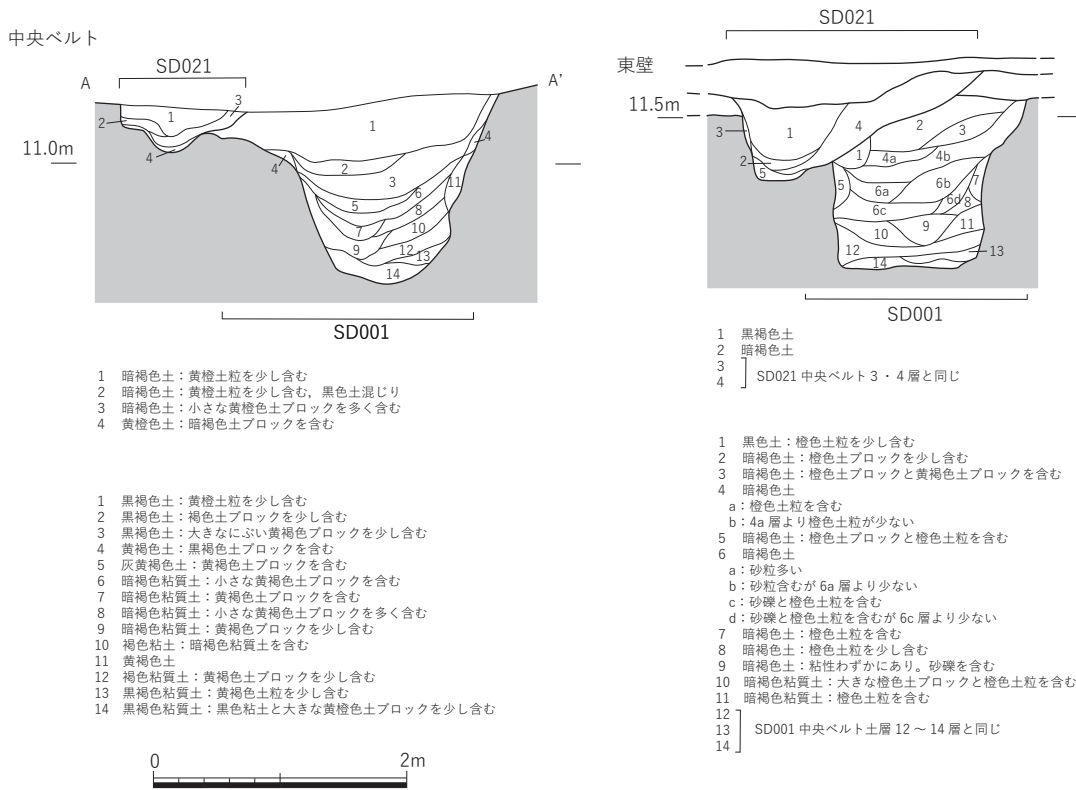 中央ベルト
SD021
A
A’
3
1
2
4
1
4
11.0m
4
2
3
6
11
5
8
7
10
9
12
13
14
SD001
1 暗褐色土：黄橙土粒を少し含む
2 暗褐色土：黄橙土粒を少し含む，黒色土混じり
3 暗褐色土：小さな黄橙色土ブロックを多く含む
4 黄橙色土：暗褐色土ブロックを含む
1 黒褐色土：黄橙土粒を少し含む
2 黒褐色土：褐色土ブロックを少し含む
3 黒褐色土：大きなにぶい黄褐色ブロックを少し含む
4 黄褐色土：黒褐色土ブロックを含む
5 灰黄褐色土：黄褐色土ブロックを含む
6 暗褐色粘質土：小さな黄褐色土ブロックを含む
7 暗褐色粘質土：黄褐色土ブロックを含む
8 暗褐色粘質土：小さな黄褐色土ブロックを多く含む
9 暗褐色粘質土：黄褐色ブロックを少し含む
10 褐色粘土：暗褐色粘質土を含む
11 黄褐色土
12 褐色粘質土：黄褐色土ブロックを少し含む
13 黒褐色粘質土：黄褐色土粒を少し含む
14 黒褐色粘質土：黒色粘土と大きな黄橙色土ブロックを少し含む
0 2m
SD021
東壁
11.5m
3
1
4
2
3
2
5
1
4a
4b
5
6a
6b
7
6d
8
6c
10
9
11
12
13
14
SD001
1 黒褐色土
2 暗褐色土
3
4
SD021 中央ベルト 3 ・ 4 層と同じ
1 黒色土：橙色土粒を少し含む
2 暗褐色土：橙色土ブロックを少し含む
3 暗褐色土：橙色土ブロックと黄褐色土ブロックを含む
4 暗褐色土
a：橙色土粒を含む
b：4a 層より橙色土粒が少ない
5 暗褐色土：橙色土ブロックと橙色土粒を含む
6 暗褐色土
a：砂粒多い
b：砂粒含むが 6a 層より少ない
c：砂礫と橙色土粒を含む
d：砂礫と橙色土粒を含むが 6c 層より少ない
7 暗褐色土：橙色土粒を含む
8 暗褐色土：橙色土粒を少し含む
9 暗褐色土：粘性わずかにあり。砂礫を含む
10 暗褐色粘質土：大きな橙色土ブロックと橙色土粒を含む
11 暗褐色粘質土：橙色土粒を含む
12
13
14
SD001 中央ベルト土層 12 ～ 14 層と同じ